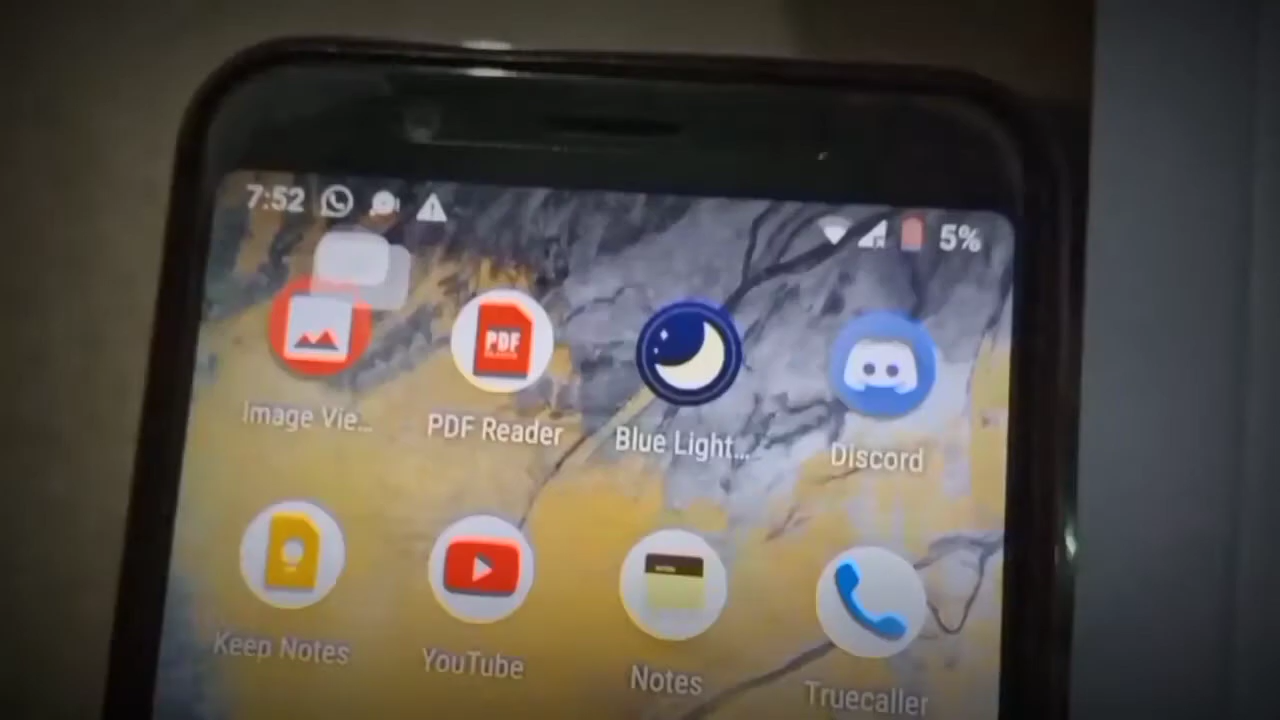 7:52
5%
PDF
Image Vie...
PDF Reader
Blue Light...
Discord
Keep Notes
YouTube
Notes
Truecaller